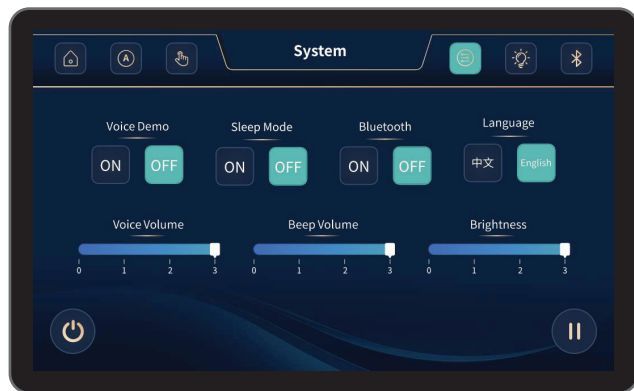 A
System
Voice Demo
Sleep Mode
Bluetooth
Language
ON OFF
ON OFF
ON OFF
中文 English
Voice Volume
Beep Volume
Brightness
0 1 2 3
0 1 2 3
0 1 2 3